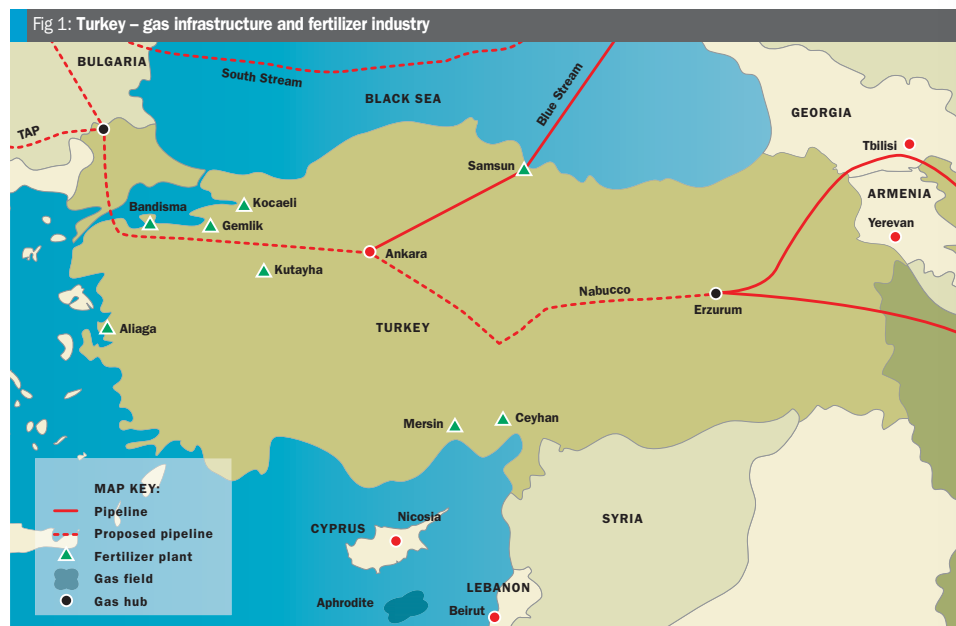 Fig 1: Turkey – gas infrastructure and fertilizer industry
BULGARIA
South Stream
BLACK SEA
Blue Stream
GEORGIA
TAP
Tbilisi
Samsun
ARMENIA
Bandisma
Kocaeli
Yerevan
Gemlik
Ankara
Kutayha
Nabucco
Erzurum
Aliaga
TURKEY
Mersin
Ceyhan
MAP KEY:
Pipeline
Proposed pipeline
Fertilizer plant
Gas field
Gas hub
Nicosia
CYPRUS
SYRIA
LEBANON
Aphrodite
Beirut